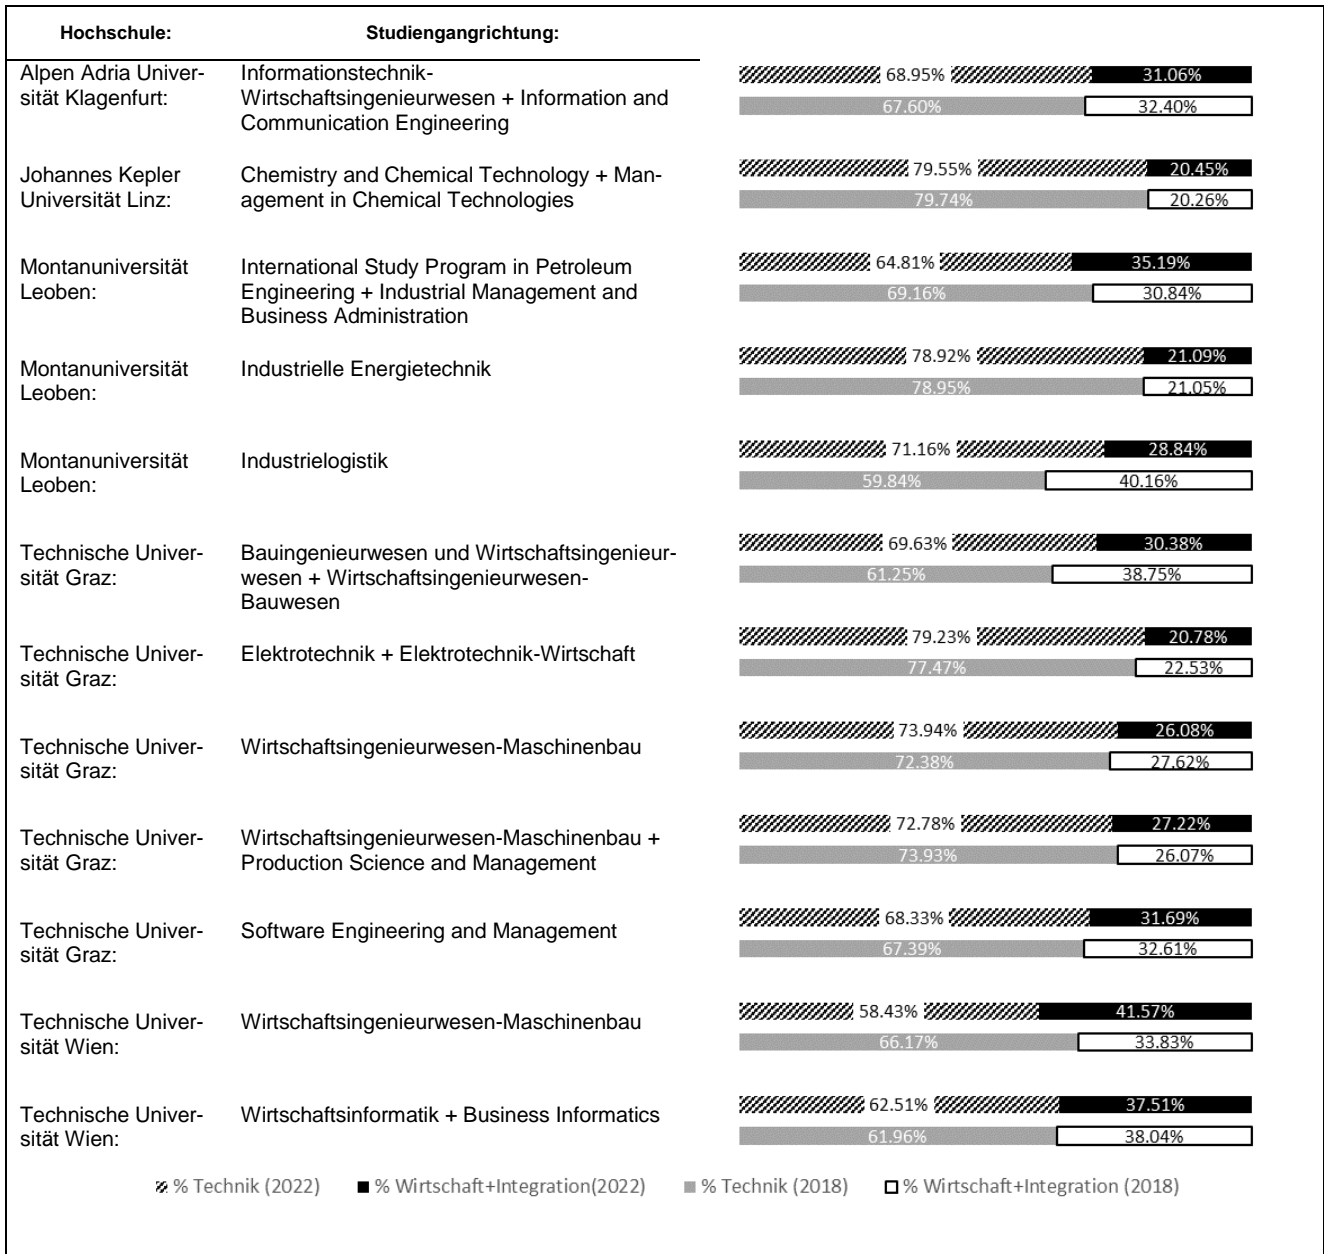 Hochschule: Studiengangrichtung:
Alpen Adria Univer- Informationstechnik- 68.95% 31.06%
sität Klagenfurt: Wirtschaftsingenieurwesen + Information and 67.60% 32.40%
Communication Engineering
Johannes Kepler Chemistry and Chemical Technology + Man- 79.55% 20.45%
Universität Linz: agement in Chemical Technologies 79.74% 20.26%
Montanuniversität International Study Program in Petroleum 64.81% 35.19%
Leoben: Engineering + Industrial Management and 69.16% 30.84%
Business Administration
Montanuniversität Industrielle Energietechnik 78.92% 21.09%
Leoben: 78.95% 21.05%
Montanuniversität Industrielogistik 71.16% 28.84%
Leoben: 59.84% 40.16%
Technische Univer- Bauingenieurwesen und Wirtschaftsingenieur- 69.63% 30.38%
sität Graz: wesen + Wirtschaftsingenieurwesen- 61.25% 38.75%
Bauwesen
Technische Univer- Elektrotechnik + Elektrotechnik-Wirtschaft 79.23% 20.78%
sität Graz: 77.47% 22.53%
Technische Univer- Wirtschaftsingenieurwesen-Maschinenbau 73.94% 26.08%
sität Graz: 72.38% 27.62%
Technische Univer- Wirtschaftsingenieurwesen-Maschinenbau + 72.78% 27.22%
sität Graz: Production Science and Management 73.93% 26.07%
Technische Univer- Software Engineering and Management 68.33% 31.69%
sität Graz: 67.39% 32.61%
Technische Univer- Wirtschaftsingenieurwesen-Maschinenbau 58.43% 41.57%
sität Wien: 66.17% 33.83%
Technische Univer- Wirtschaftsinformatik + Business Informatics 62.51% 37.51%
sität Wien: 61.96% 38.04%
% Technik (2022) % Wirtschaft+Integration(2022) % Technik (2018) % Wirtschaft+Integration (2018)